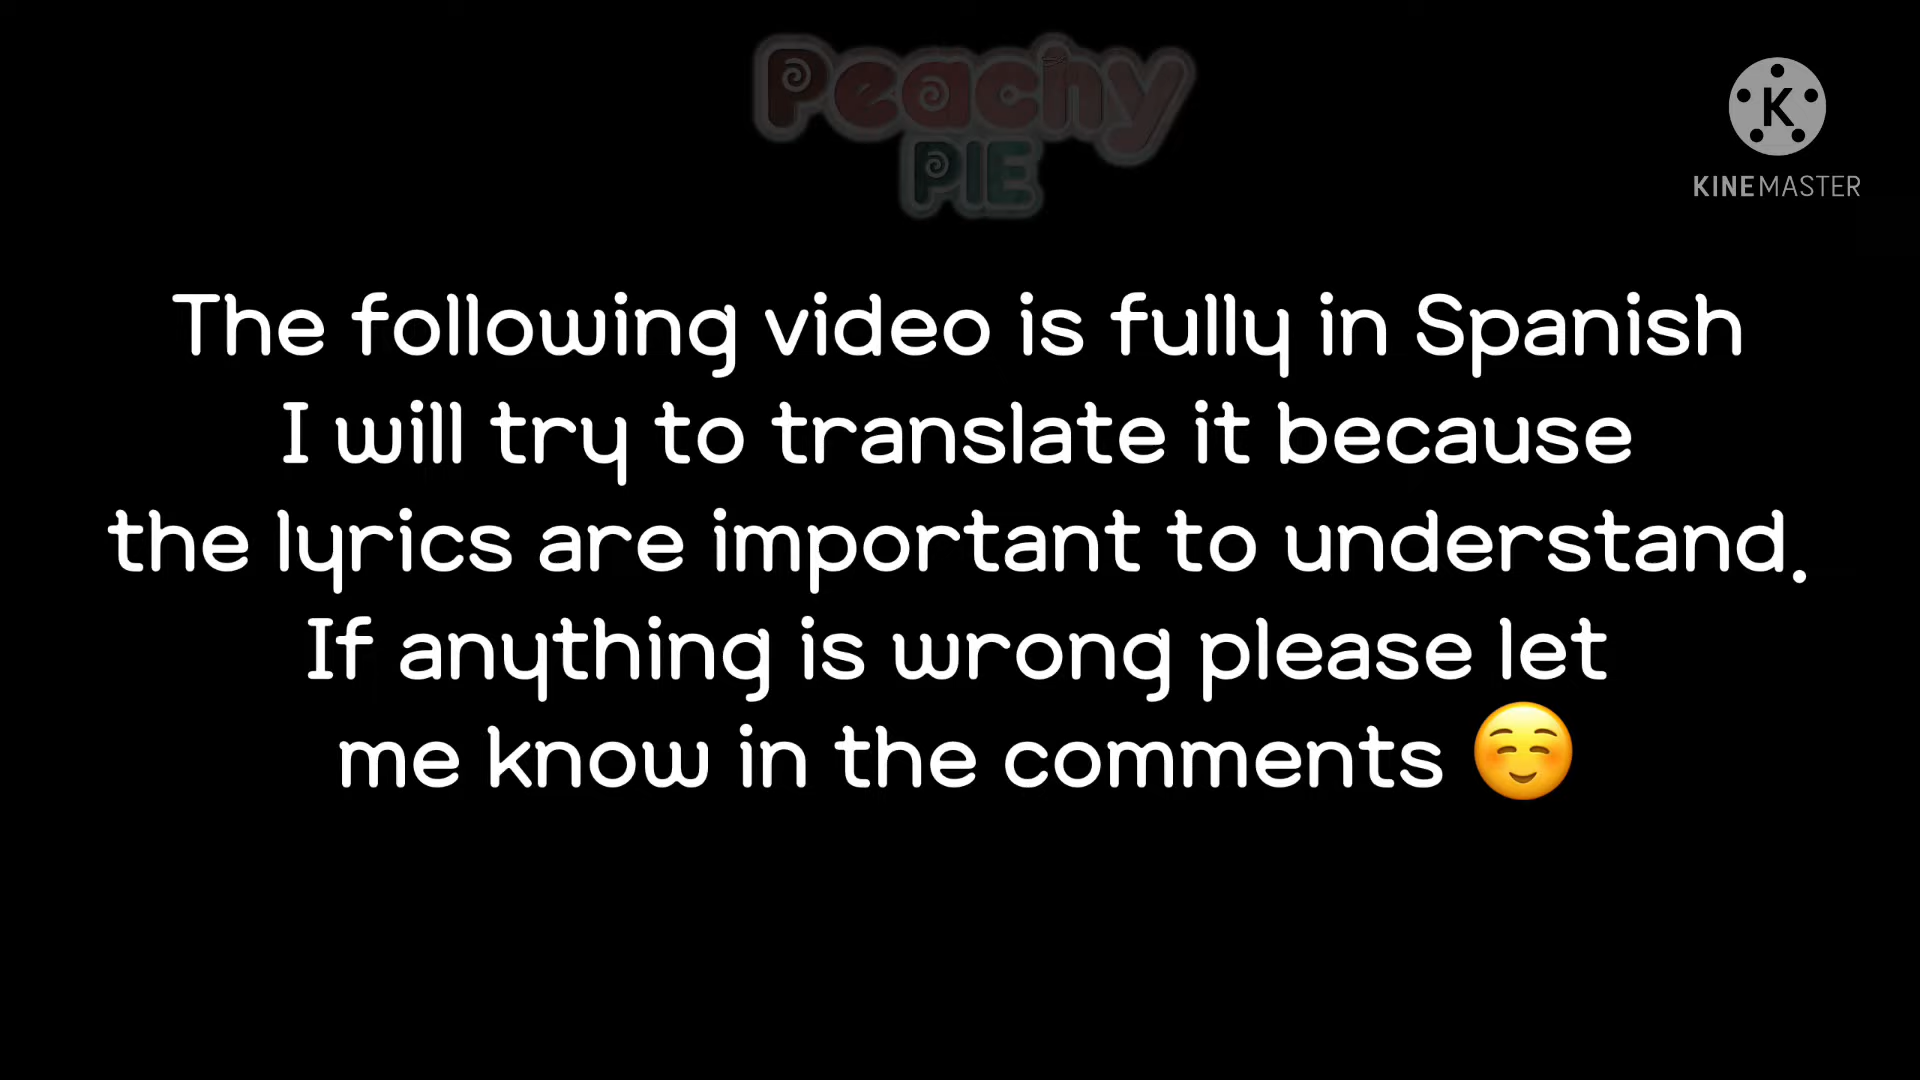 Peachy
PIE
K
KINEMASTER
The following video is fully in Spanish
I will try to translate it because
the lyrics are important to understand.
If anything is wrong please let
me know in the comments ☺️